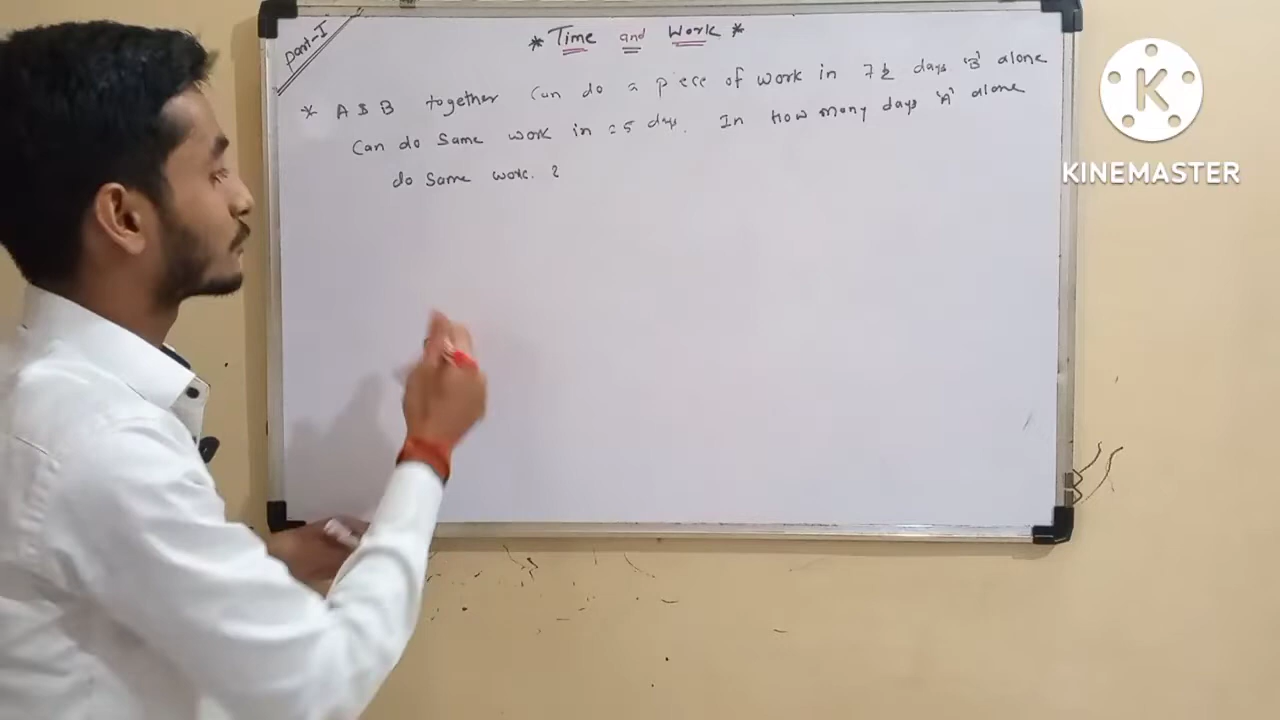 Part-I
* Time and Work *
* A & B together can do a piece of work in 7½ days 'B' alone
can do same work in 25 days. In how many days 'A' alone
do same work. ?
K
KINEMASTER